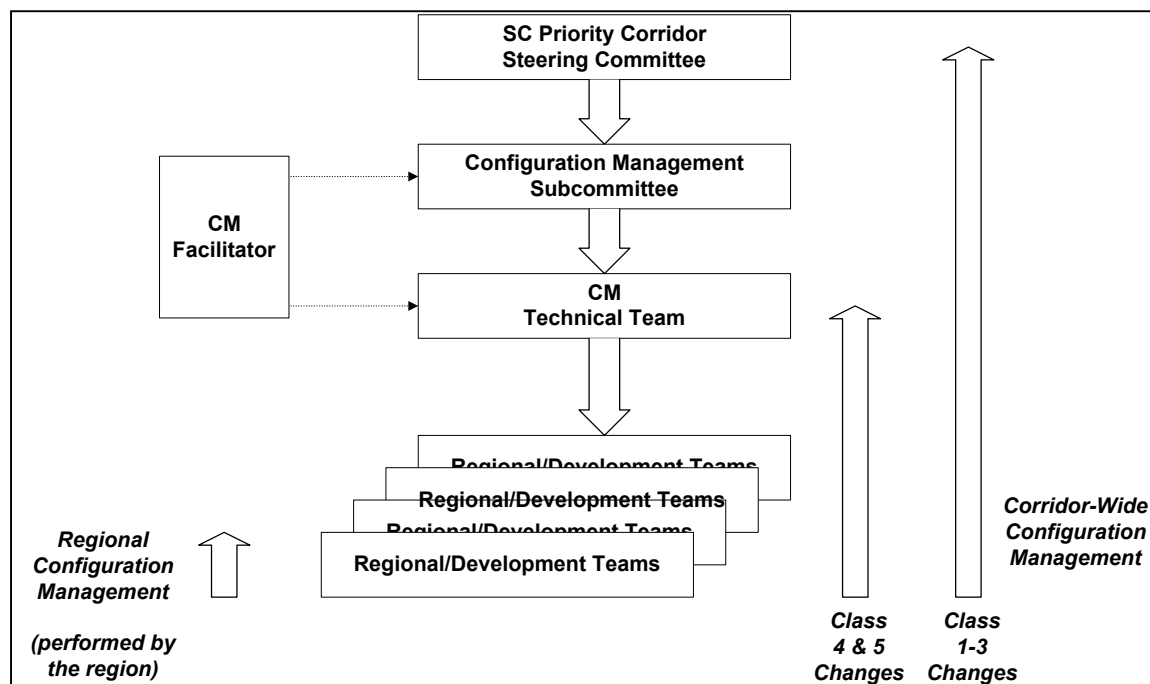 SC Priority Corridor
Steering Committee
Configuration Management
Subcommittee
CM
Facilitator
CM
Technical Team
Regional/Development Teams
Regional/Development Teams
Regional/Development Teams
Regional/Development Teams
Regional
Configuration
Management
(performed by
the region)
Corridor-Wide
Configuration
Management
Class
4 & 5
Changes
Class
1-3
Changes